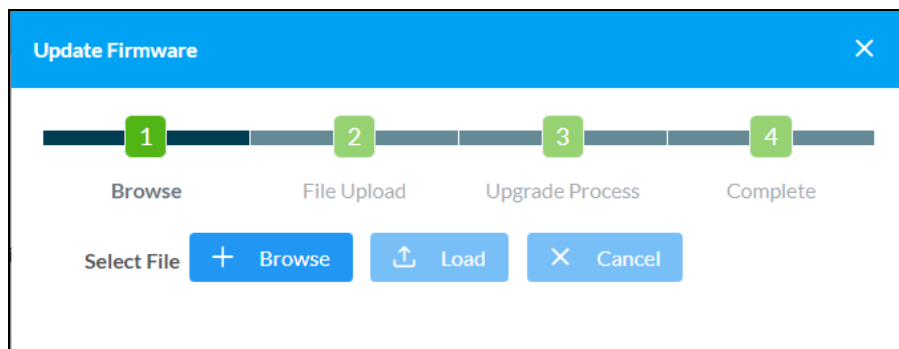 Update Firmware
1 2 3 4
Browse File Upload Upgrade Process Complete
Select File Browse Load Cancel